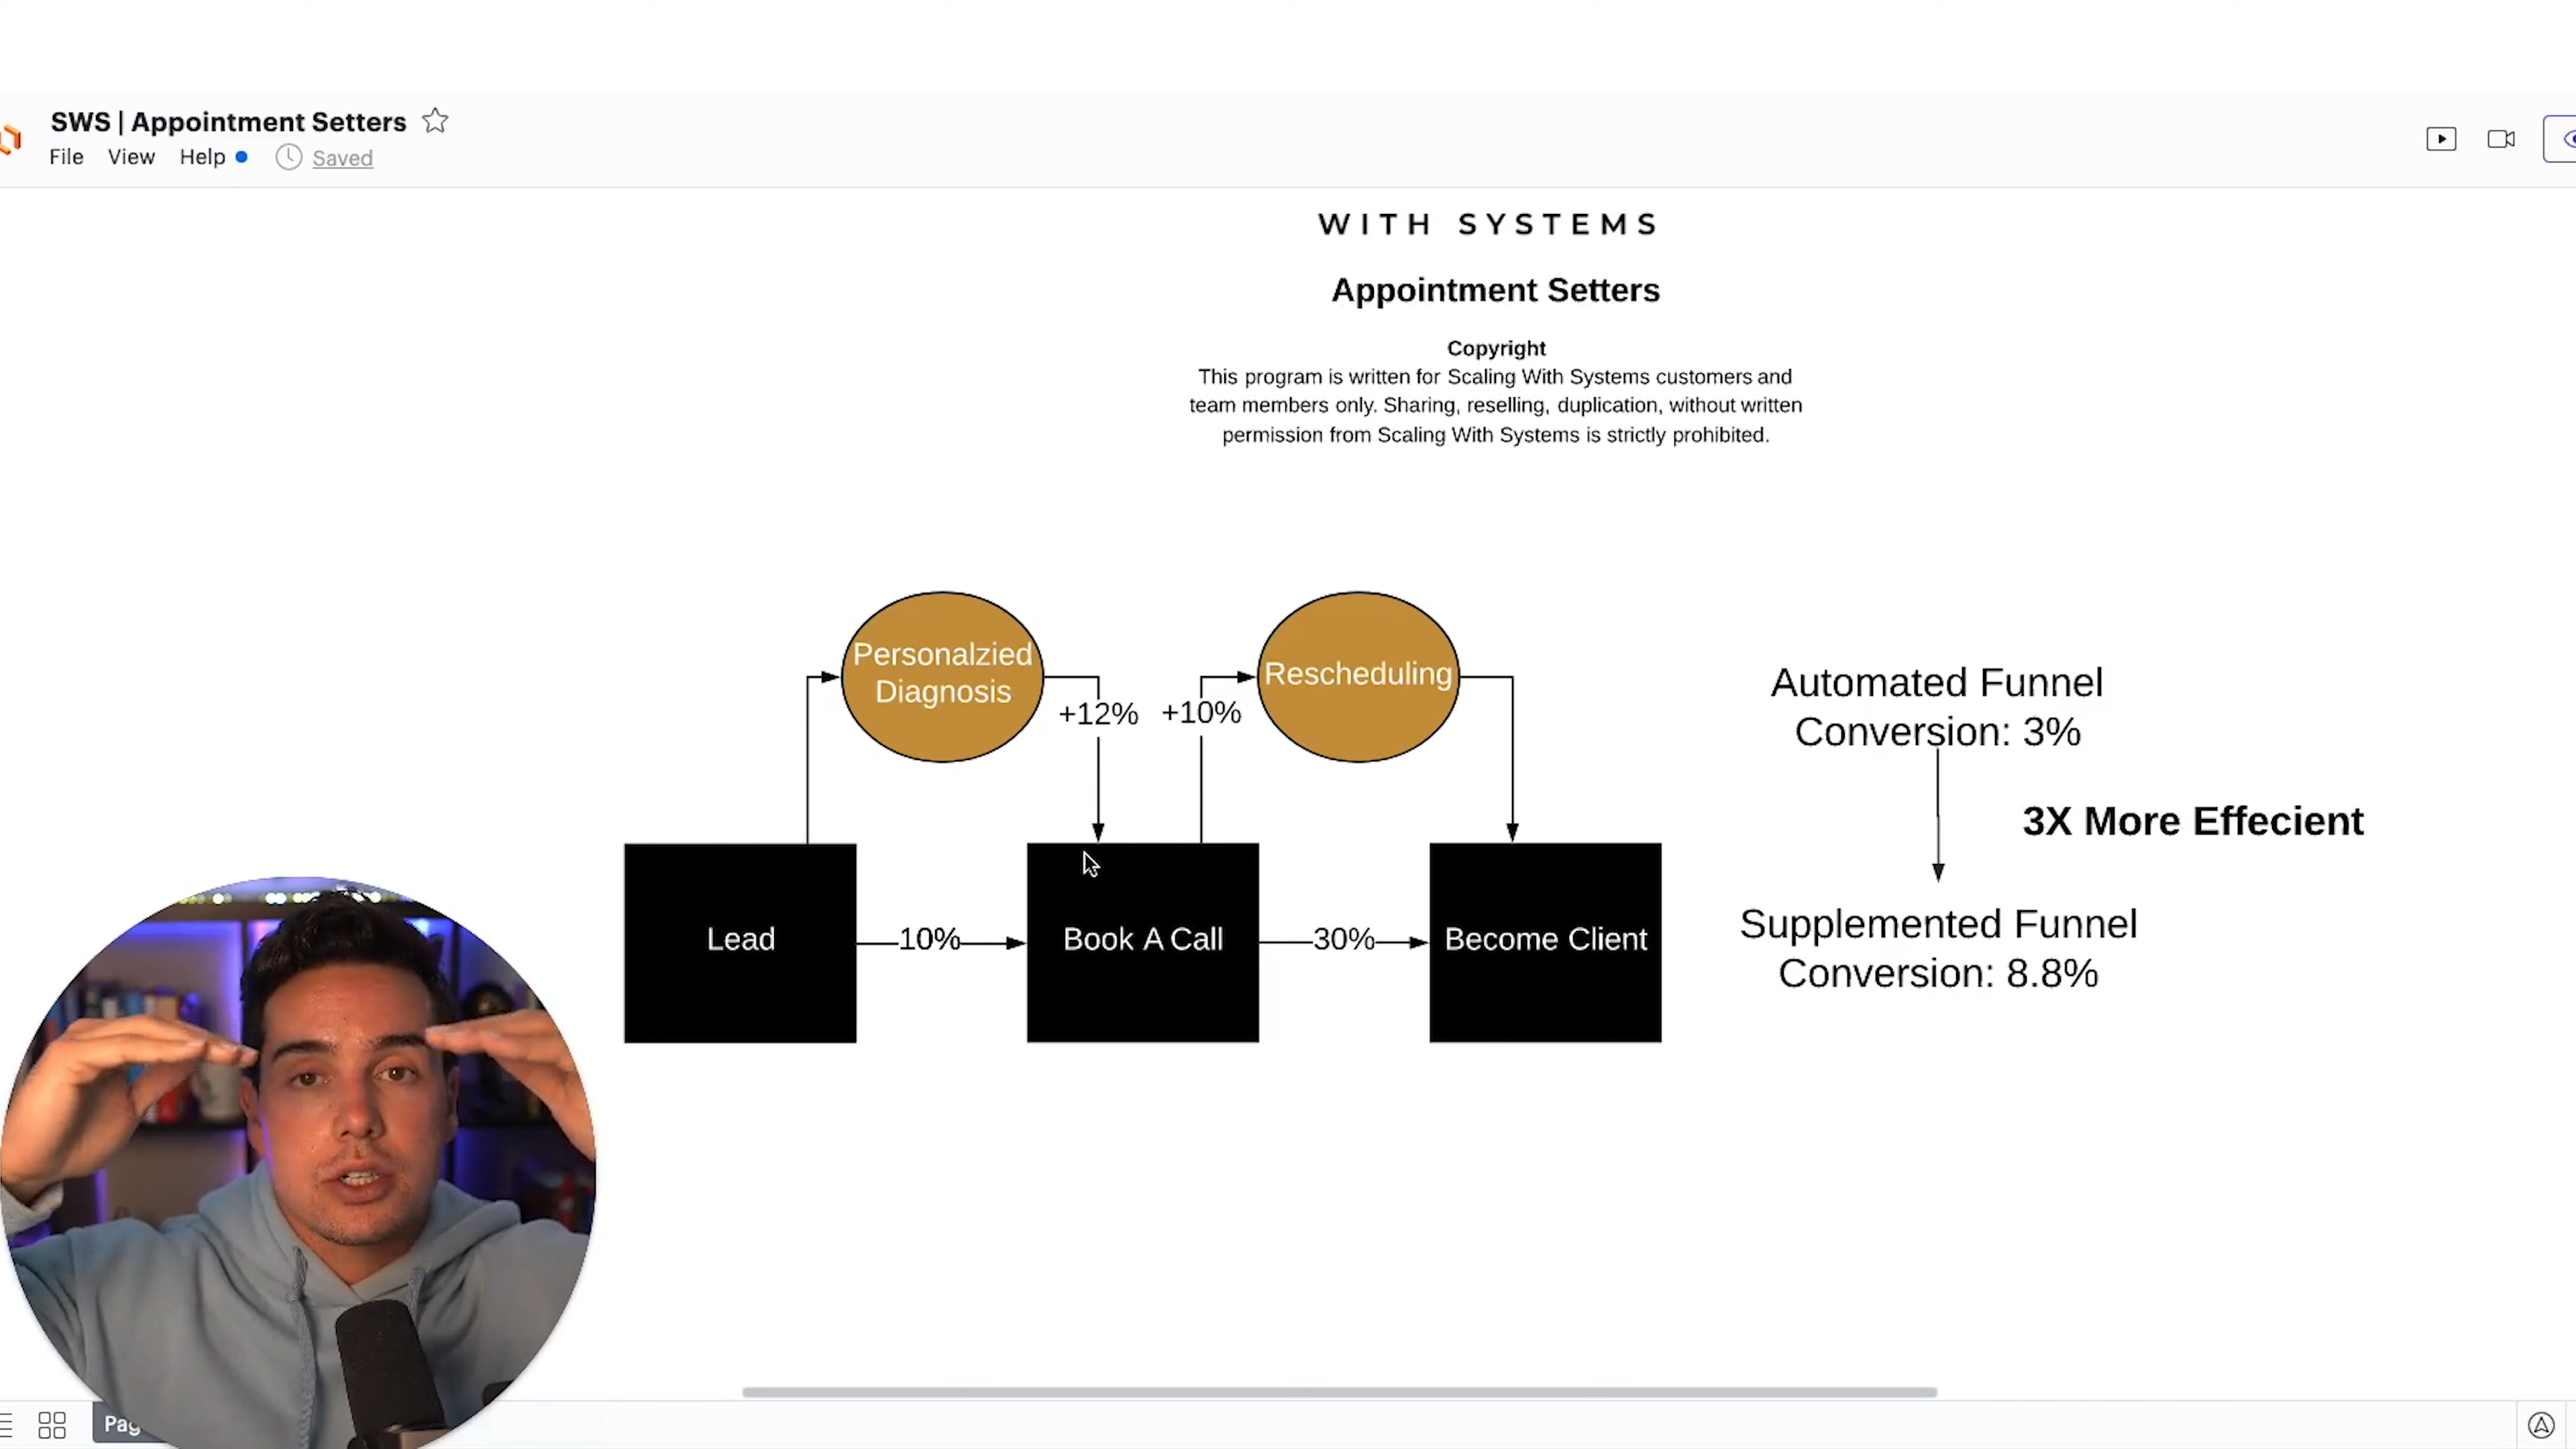 SWS | Appointment Setters
File View Help Saved
WITH SYSTEMS
Appointment Setters
Copyright
This program is written for Scaling With Systems customers and
team members only. Sharing, reselling, duplication, without written
permission from Scaling With Systems is strictly prohibited.
Personalzied
Diagnosis
+12%
+10%
Rescheduling
Lead
10%
Book A Call
30%
Become Client
Automated Funnel
Conversion: 3%
3X More Effecient
Supplemented Funnel
Conversion: 8.8%